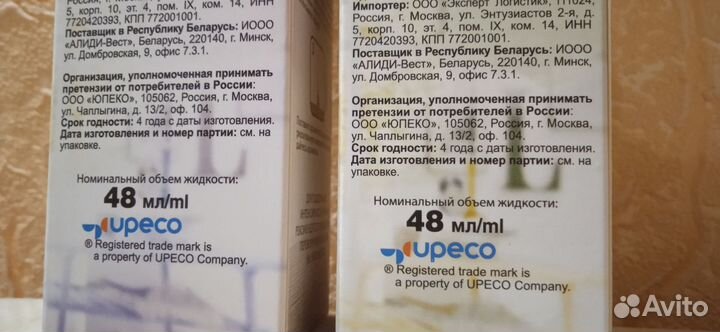 Россия, г. Москва, ул. Энтузиастов 2-я, д.
5, корп. 10, эт. 4, пом. IX, ком. 14, ИНН
7720420393, КПП 772001001.
Поставщик в Республику Беларусь: ИООО
«АЛИДИ-Вест», Беларусь, 220140, г. Минск,
ул. Домбровская, 9, офис 7.3.1.
Организация, уполномоченная принимать
претензии от потребителей в России:
ООО «ЮПЕКО», 105062, Россия, г. Москва,
ул. Чаплыгина, д. 13/2, оф. 104.
Срок годности: 4 года с даты изготовления.
Дата изготовления и номер партии: см. на
упаковке.
Номинальный объем жидкости:
48 мл/ml
upeco
® Registered trade mark is
a property of UPECO Company.
Импортер: ООО «Эксперт Логистик», 111024,
Россия, г. Москва, ул. Энтузиастов 2-я, д.
5, корп. 10, эт. 4, пом. IX, ком. 14, ИНН
7720420393, КПП 772001001.
Поставщик в Республику Беларусь: ИООО
«АЛИДИ-Вест», Беларусь, 220140, г. Минск,
ул. Домбровская, 9, офис 7.3.1.
Организация, уполномоченная принимать
претензии от потребителей в России:
ООО «ЮПЕКО», 105062, Россия, г. Москва,
ул. Чаплыгина, д. 13/2, оф. 104.
Срок годности: 4 года с даты изготовления.
Дата изготовления и номер партии: см. на
упаковке.
Номинальный объем жидкости:
48 мл/ml
upeco
® Registered trade mark is
a property of UPECO Company.
Avito